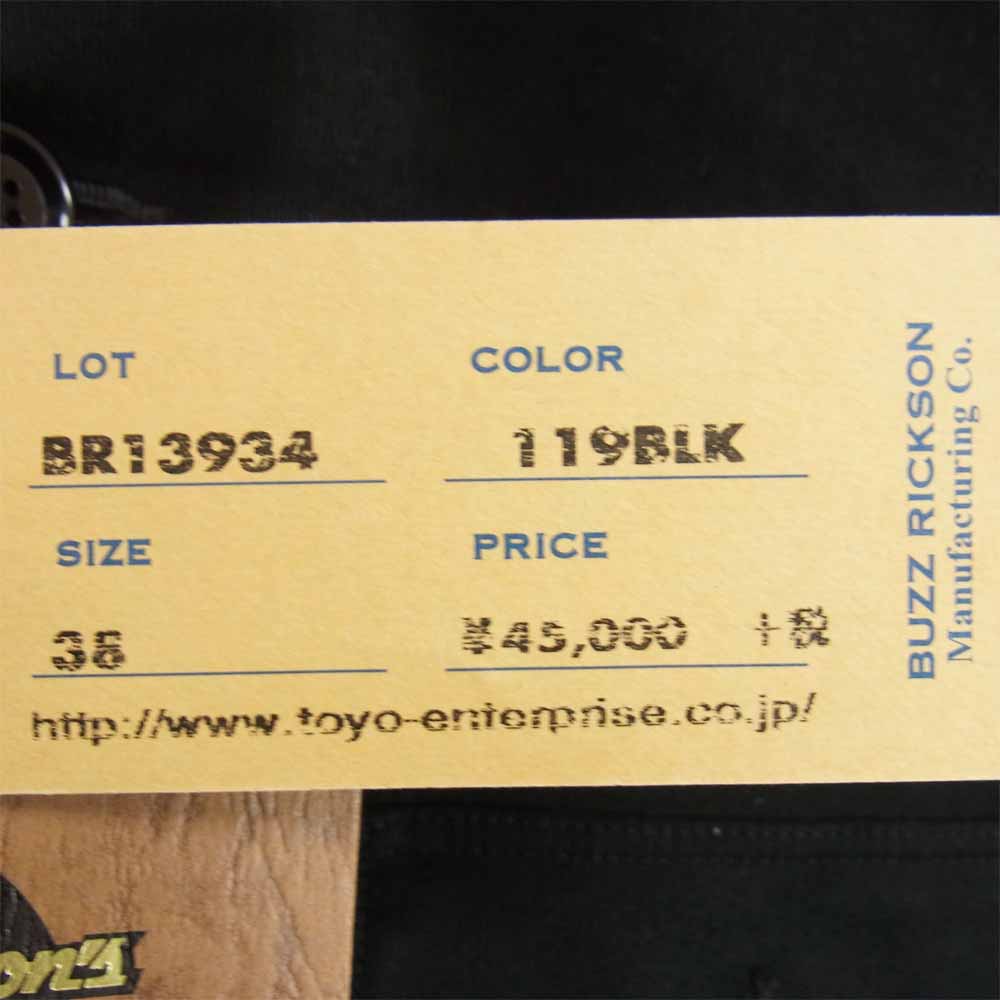 LOT
COLOR
BR13934
119BLK
SIZE
PRICE
38
¥45,000 +税
http://www.toyo-enterprise.co.jp/
BUZZ RICKSON
Manufacturing Co.